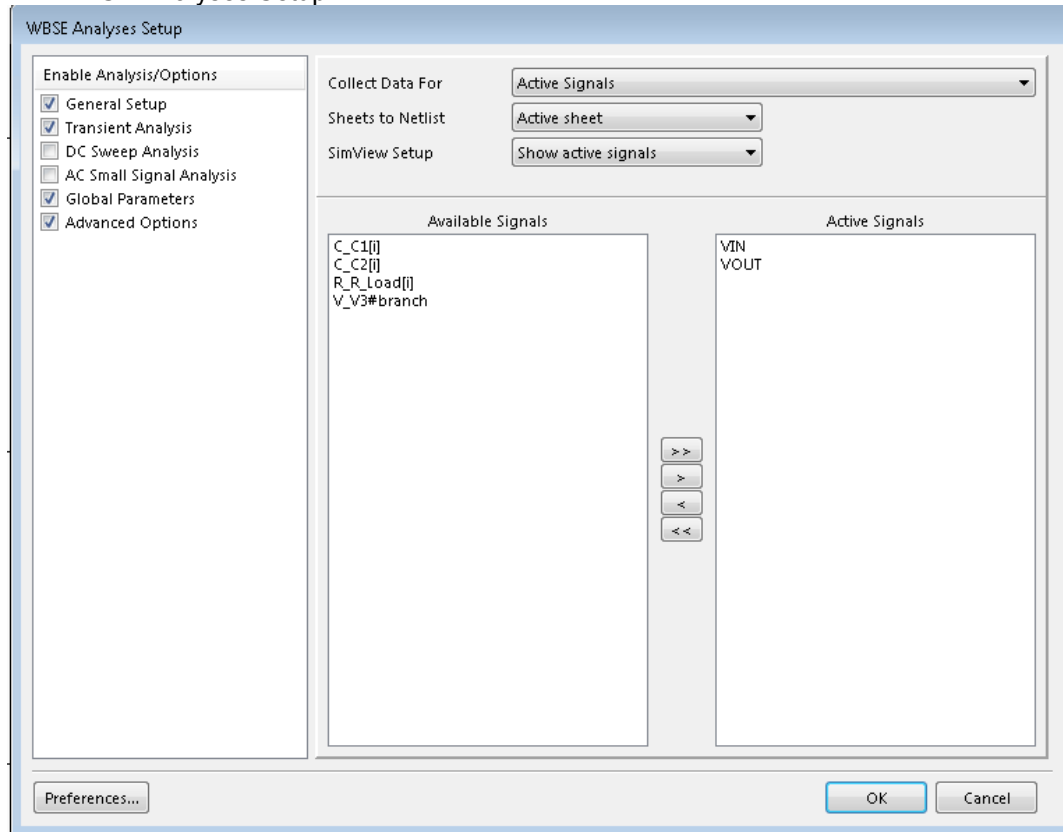 WBSE Analyses Setup
Enable Analysis/Options
General Setup
Transient Analysis
DC Sweep Analysis
AC Small Signal Analysis
Global Parameters
Advanced Options
Collect Data For
Active Signals
Sheets to Netlist
Active sheet
SimView Setup
Show active signals
Available Signals
C_C1[i]
C_C2[i]
R_R_Load[i]
V_V3#branch
>>
>
<
<<
Active Signals
VIN
VOUT
Preferences...
OK
Cancel